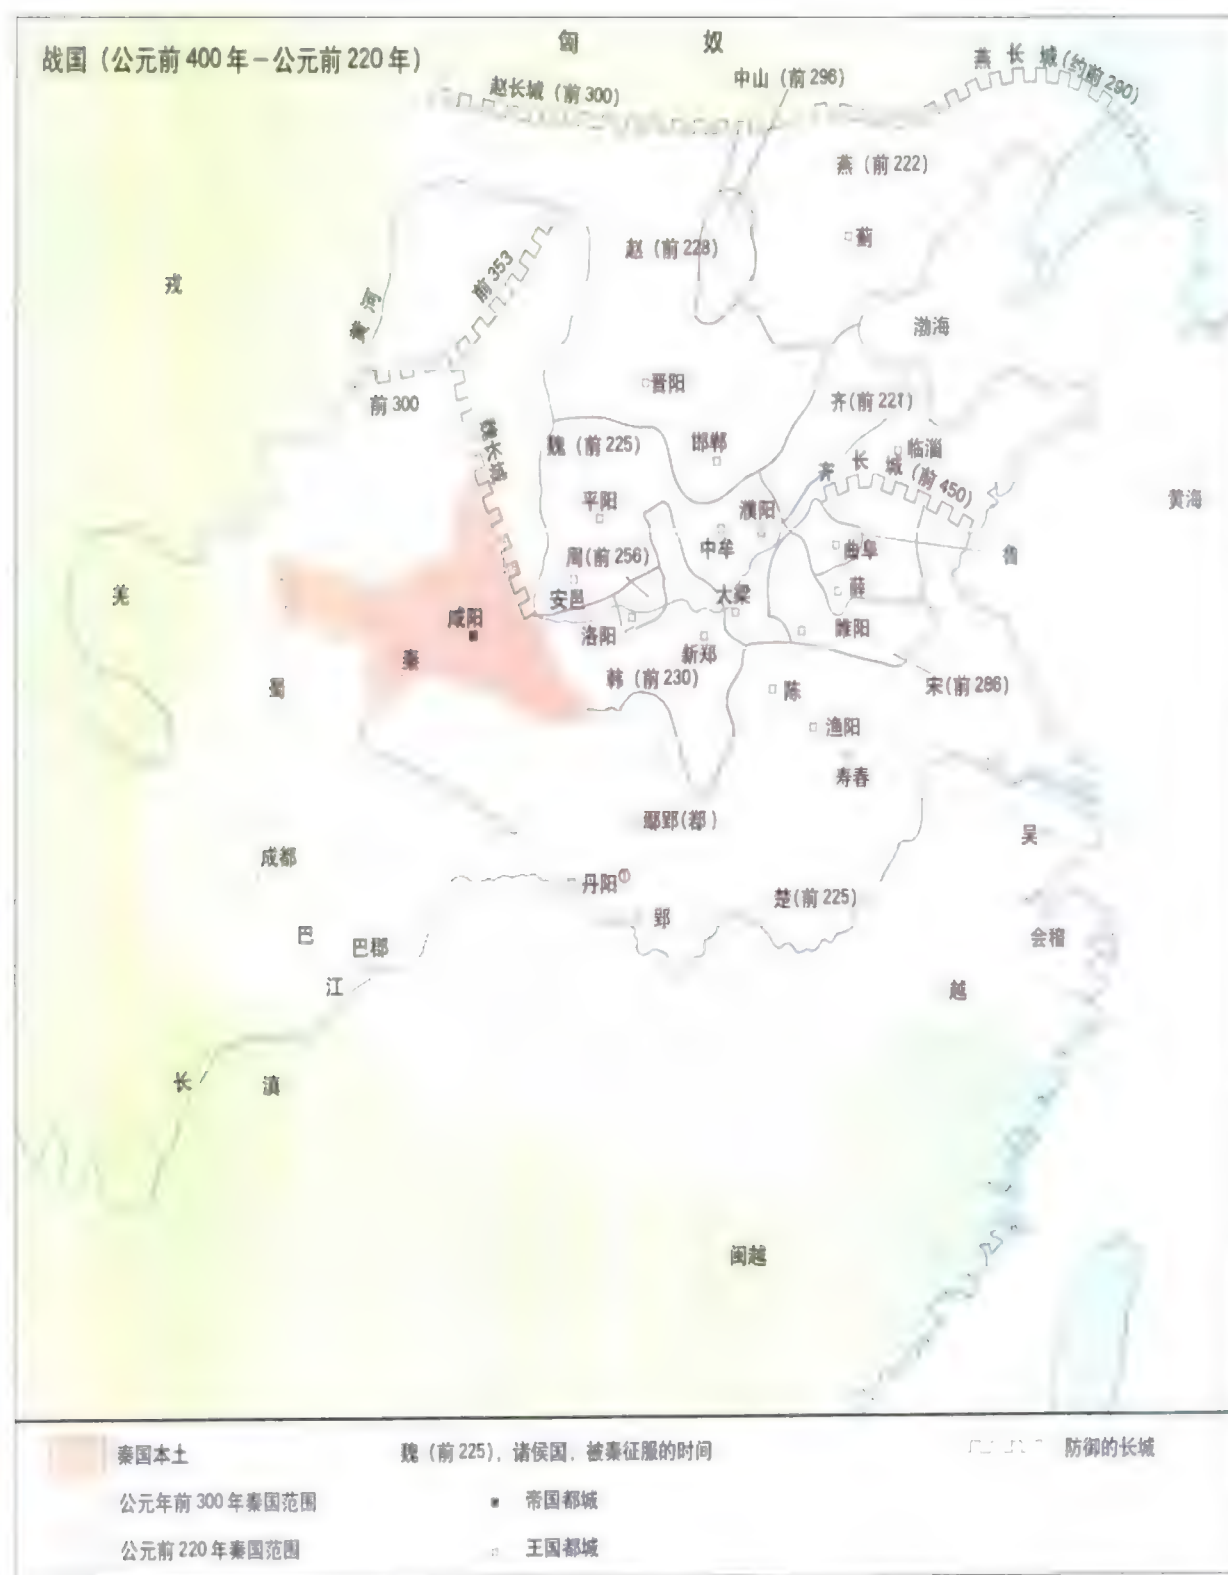 战国（公元前400年－公元前220年）
匈 奴
赵长城（前300）
中山（前296）
燕长城（约前290）
燕（前222）
蓟
赵（前228）
前353
戎
黄河
渤海
前300
晋阳
齐（前221）
魏长城
魏（前225）
邯郸
临淄
齐长城（前450）
黄海
平阳
濮阳
中牟
曲阜
鲁
周（前256）
安邑
大梁
薛
羌
咸阳
洛阳
睢阳
新郑
秦
蜀
韩（前230）
陈
宋（前286）
渔阳
寿春
鄢郢（鄀）
吴
成都
丹阳①
楚（前225）
郢
巴
巴郡
会稽
江
越
长
滇
闽越
秦国本土
魏（前225），诸侯国，被秦征服的时间
防御的长城
公元年前300年秦国范围
帝国都城
公元前220年秦国范围
王国都城